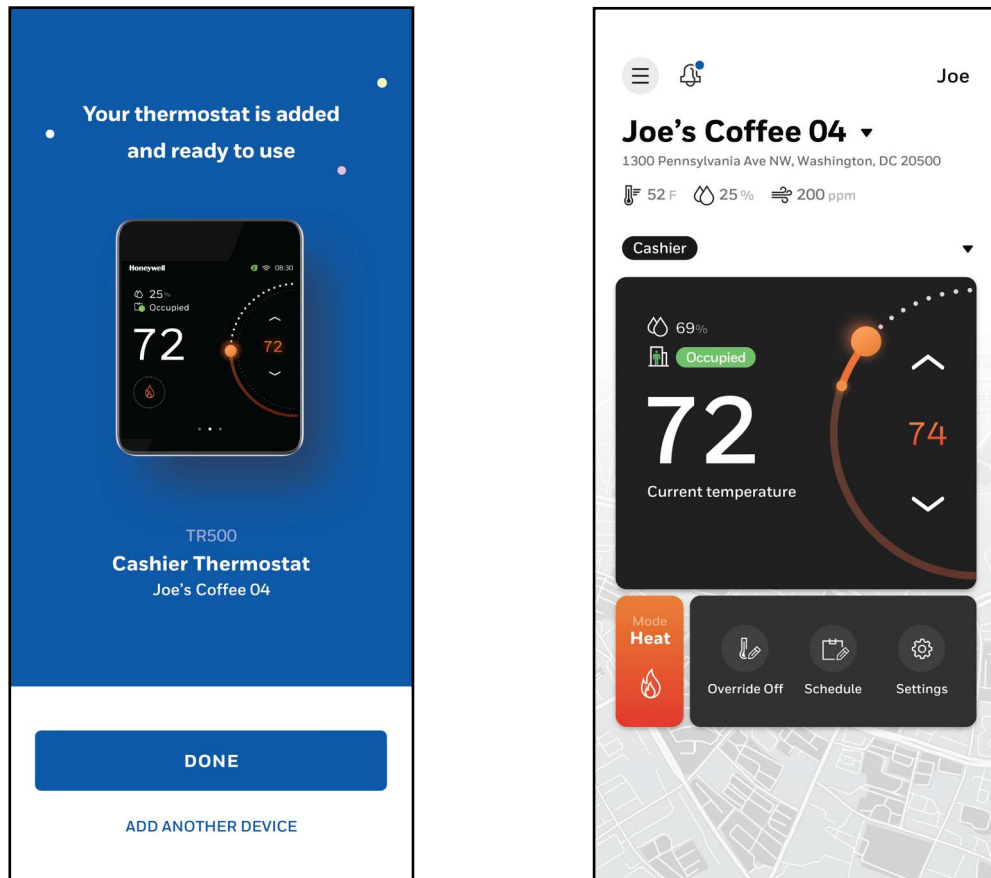 Your thermostat is added
and ready to use
Honeywell
08:30
25%
Occupied
72
72
TR500
Cashier Thermostat
Joe's Coffee 04
DONE
ADD ANOTHER DEVICE
Joe
Joe's Coffee 04
1300 Pennsylvania Ave NW, Washington, DC 20500
52 F 25 % 200 ppm
Cashier
69%
Occupied
72
74
Current temperature
Mode
Heat
Override Off Schedule Settings